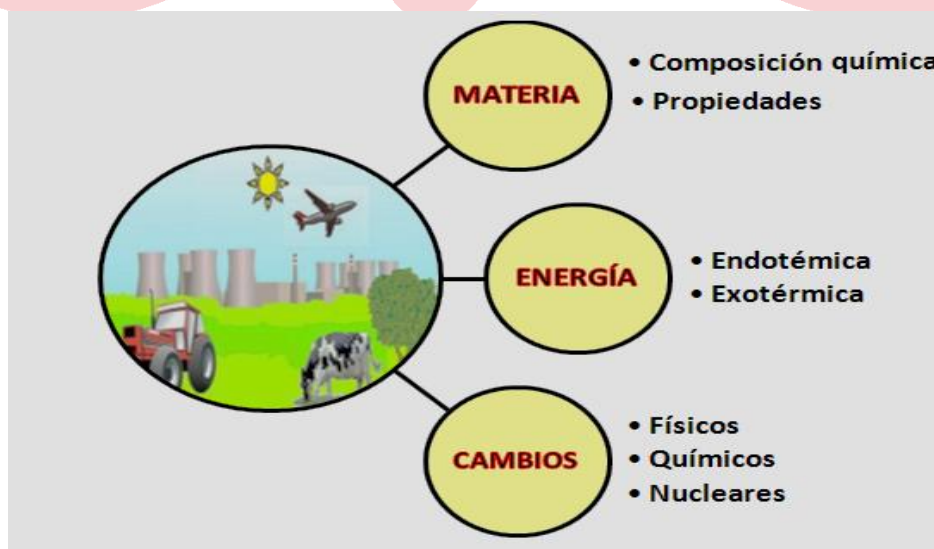 MATERIA
• Composición química
• Propiedades
ENERGÍA
• Endotémica
• Exotérmica
CAMBIOS
• Físicos
• Químicos
• Nucleares